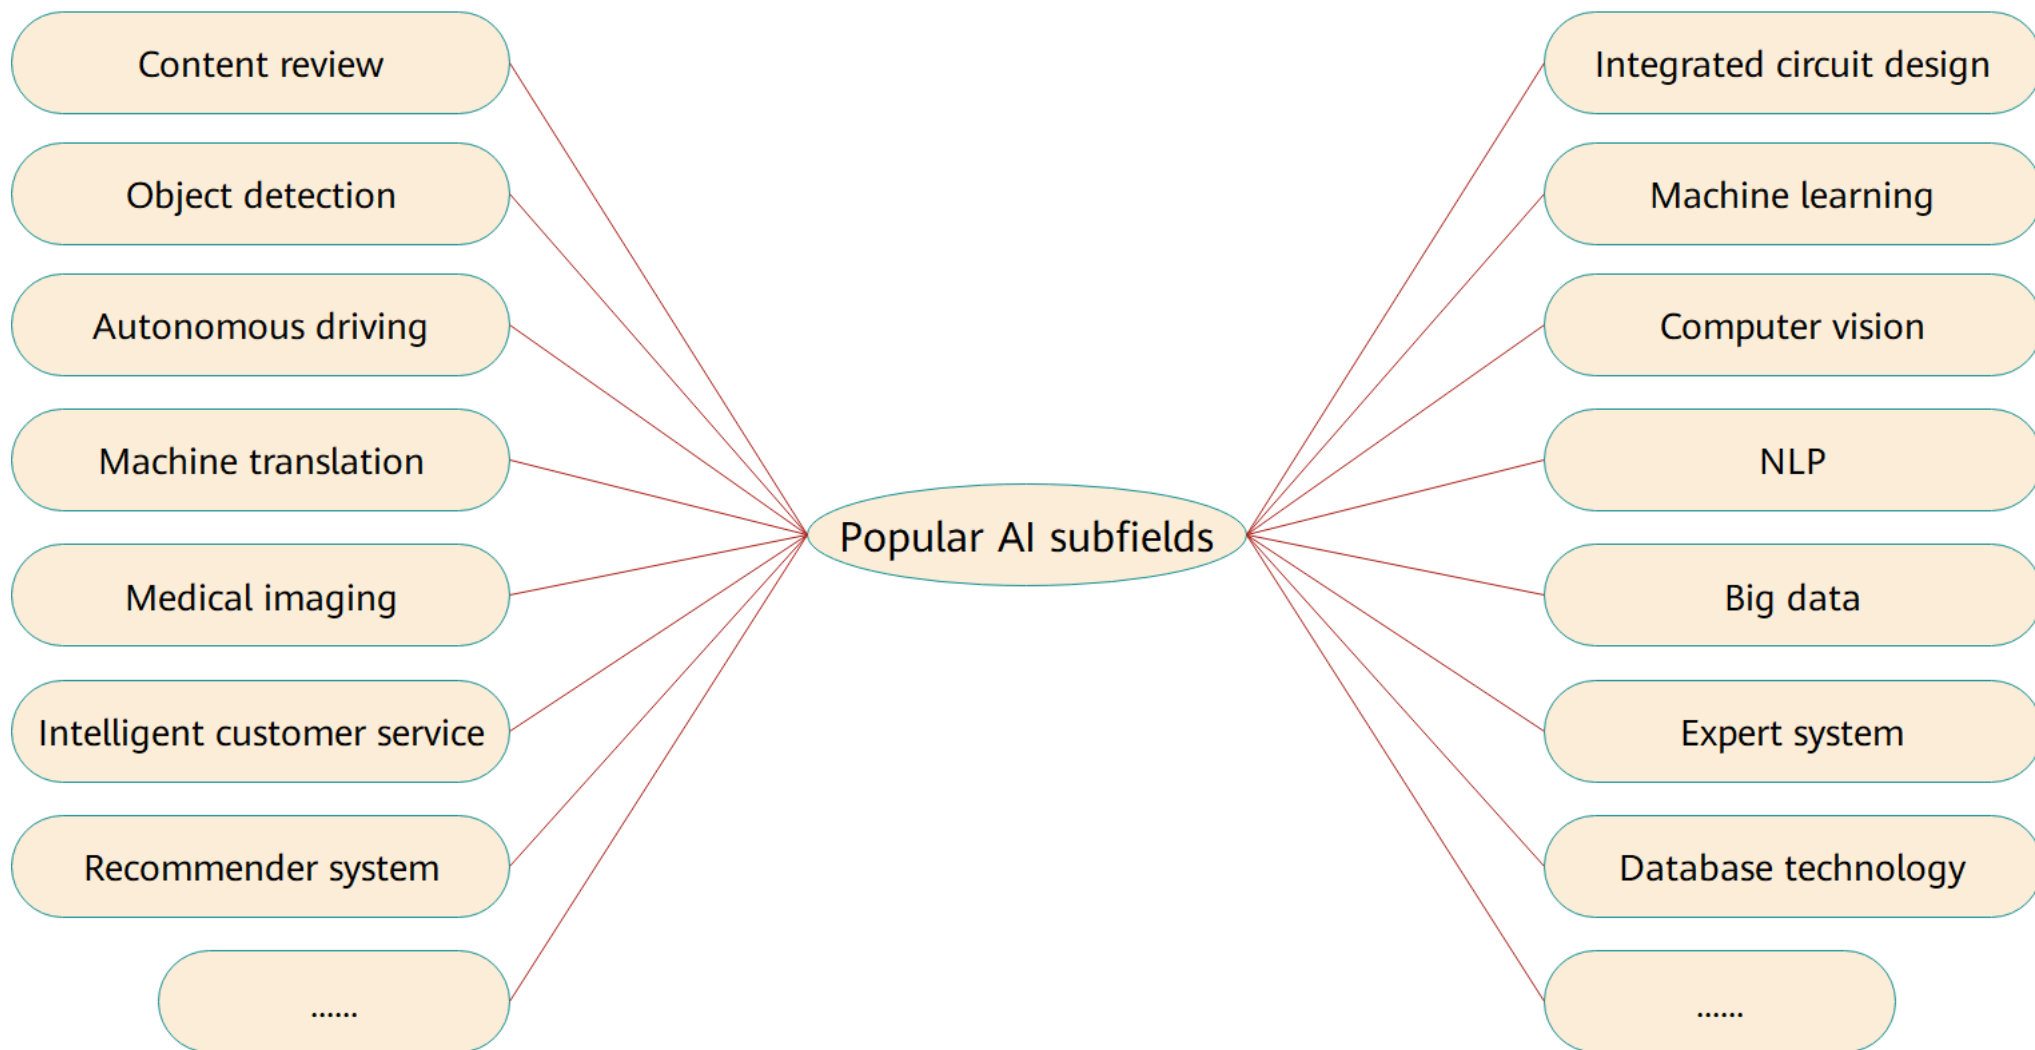 Content review
Object detection
Autonomous driving
Machine translation
Medical imaging
Intelligent customer service
Recommender system
......
Popular AI subfields
Integrated circuit design
Machine learning
Computer vision
NLP
Big data
Expert system
Database technology
......